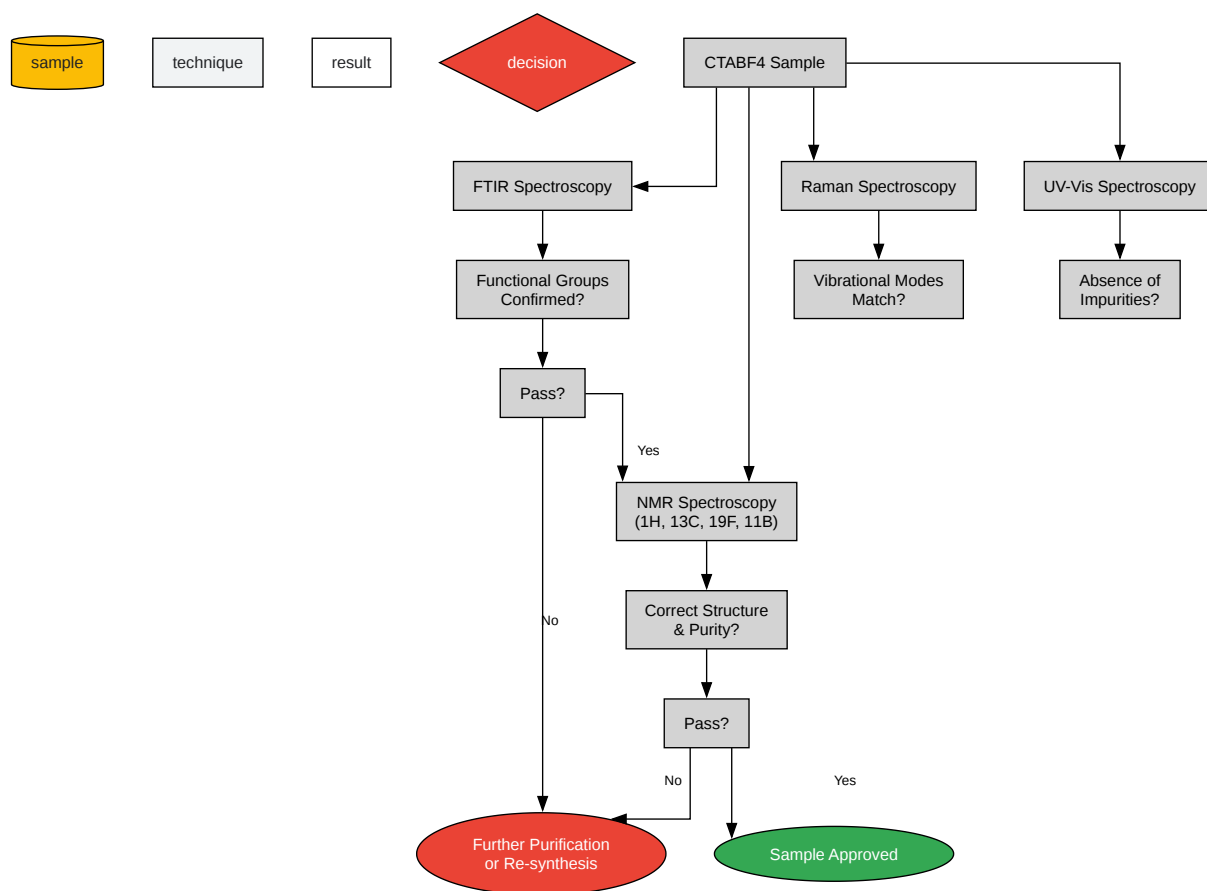 sample
technique
result
decision
CTABF4 Sample
FTIR Spectroscopy
Raman Spectroscopy
UV-Vis Spectroscopy
Functional Groups
Confirmed?
Vibrational Modes
Match?
Absence of
Impurities?
Pass?
Yes
NMR Spectroscopy
(1H, 13C, 19F, 11B)
No
Correct Structure
& Purity?
Pass?
No
Yes
Further Purification
or Re-synthesis
Sample Approved